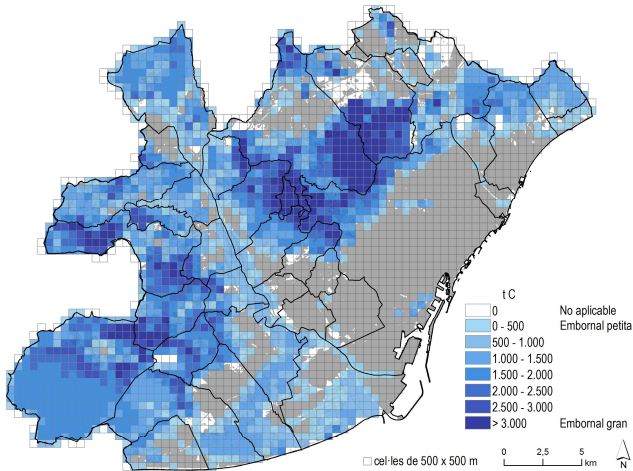 t C
0 No aplicable
0 - 500 Embornal petita
500 - 1.000
1.000 - 1.500
1.500 - 2.000
2.000 - 2.500
2.500 - 3.000
> 3.000 Embornal gran
cel·les de 500 x 500 m
0 2,5 5
km
N